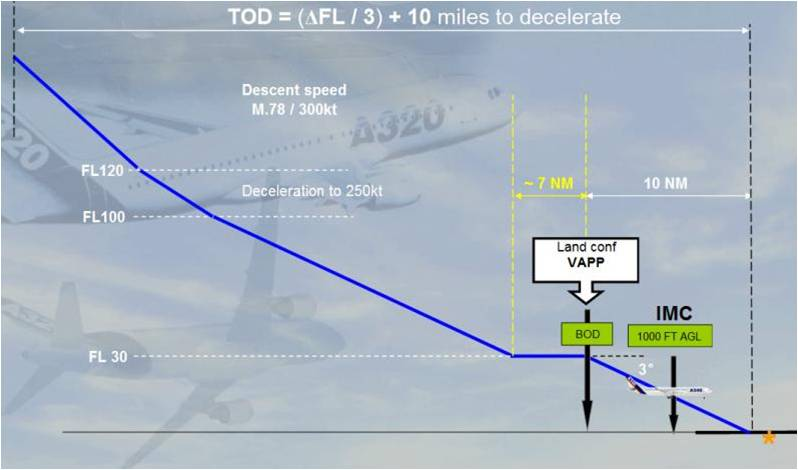 TOD = (ΔFL / 3) + 10 miles to decelerate
Descent speed
M.78 / 300kt
A320
320
FL120
Deceleration to 250kt
FL100
~ 7 NM
10 NM
Land conf
VAPP
IMC
BOD
1000 FT AGL
FL 30
3°
*